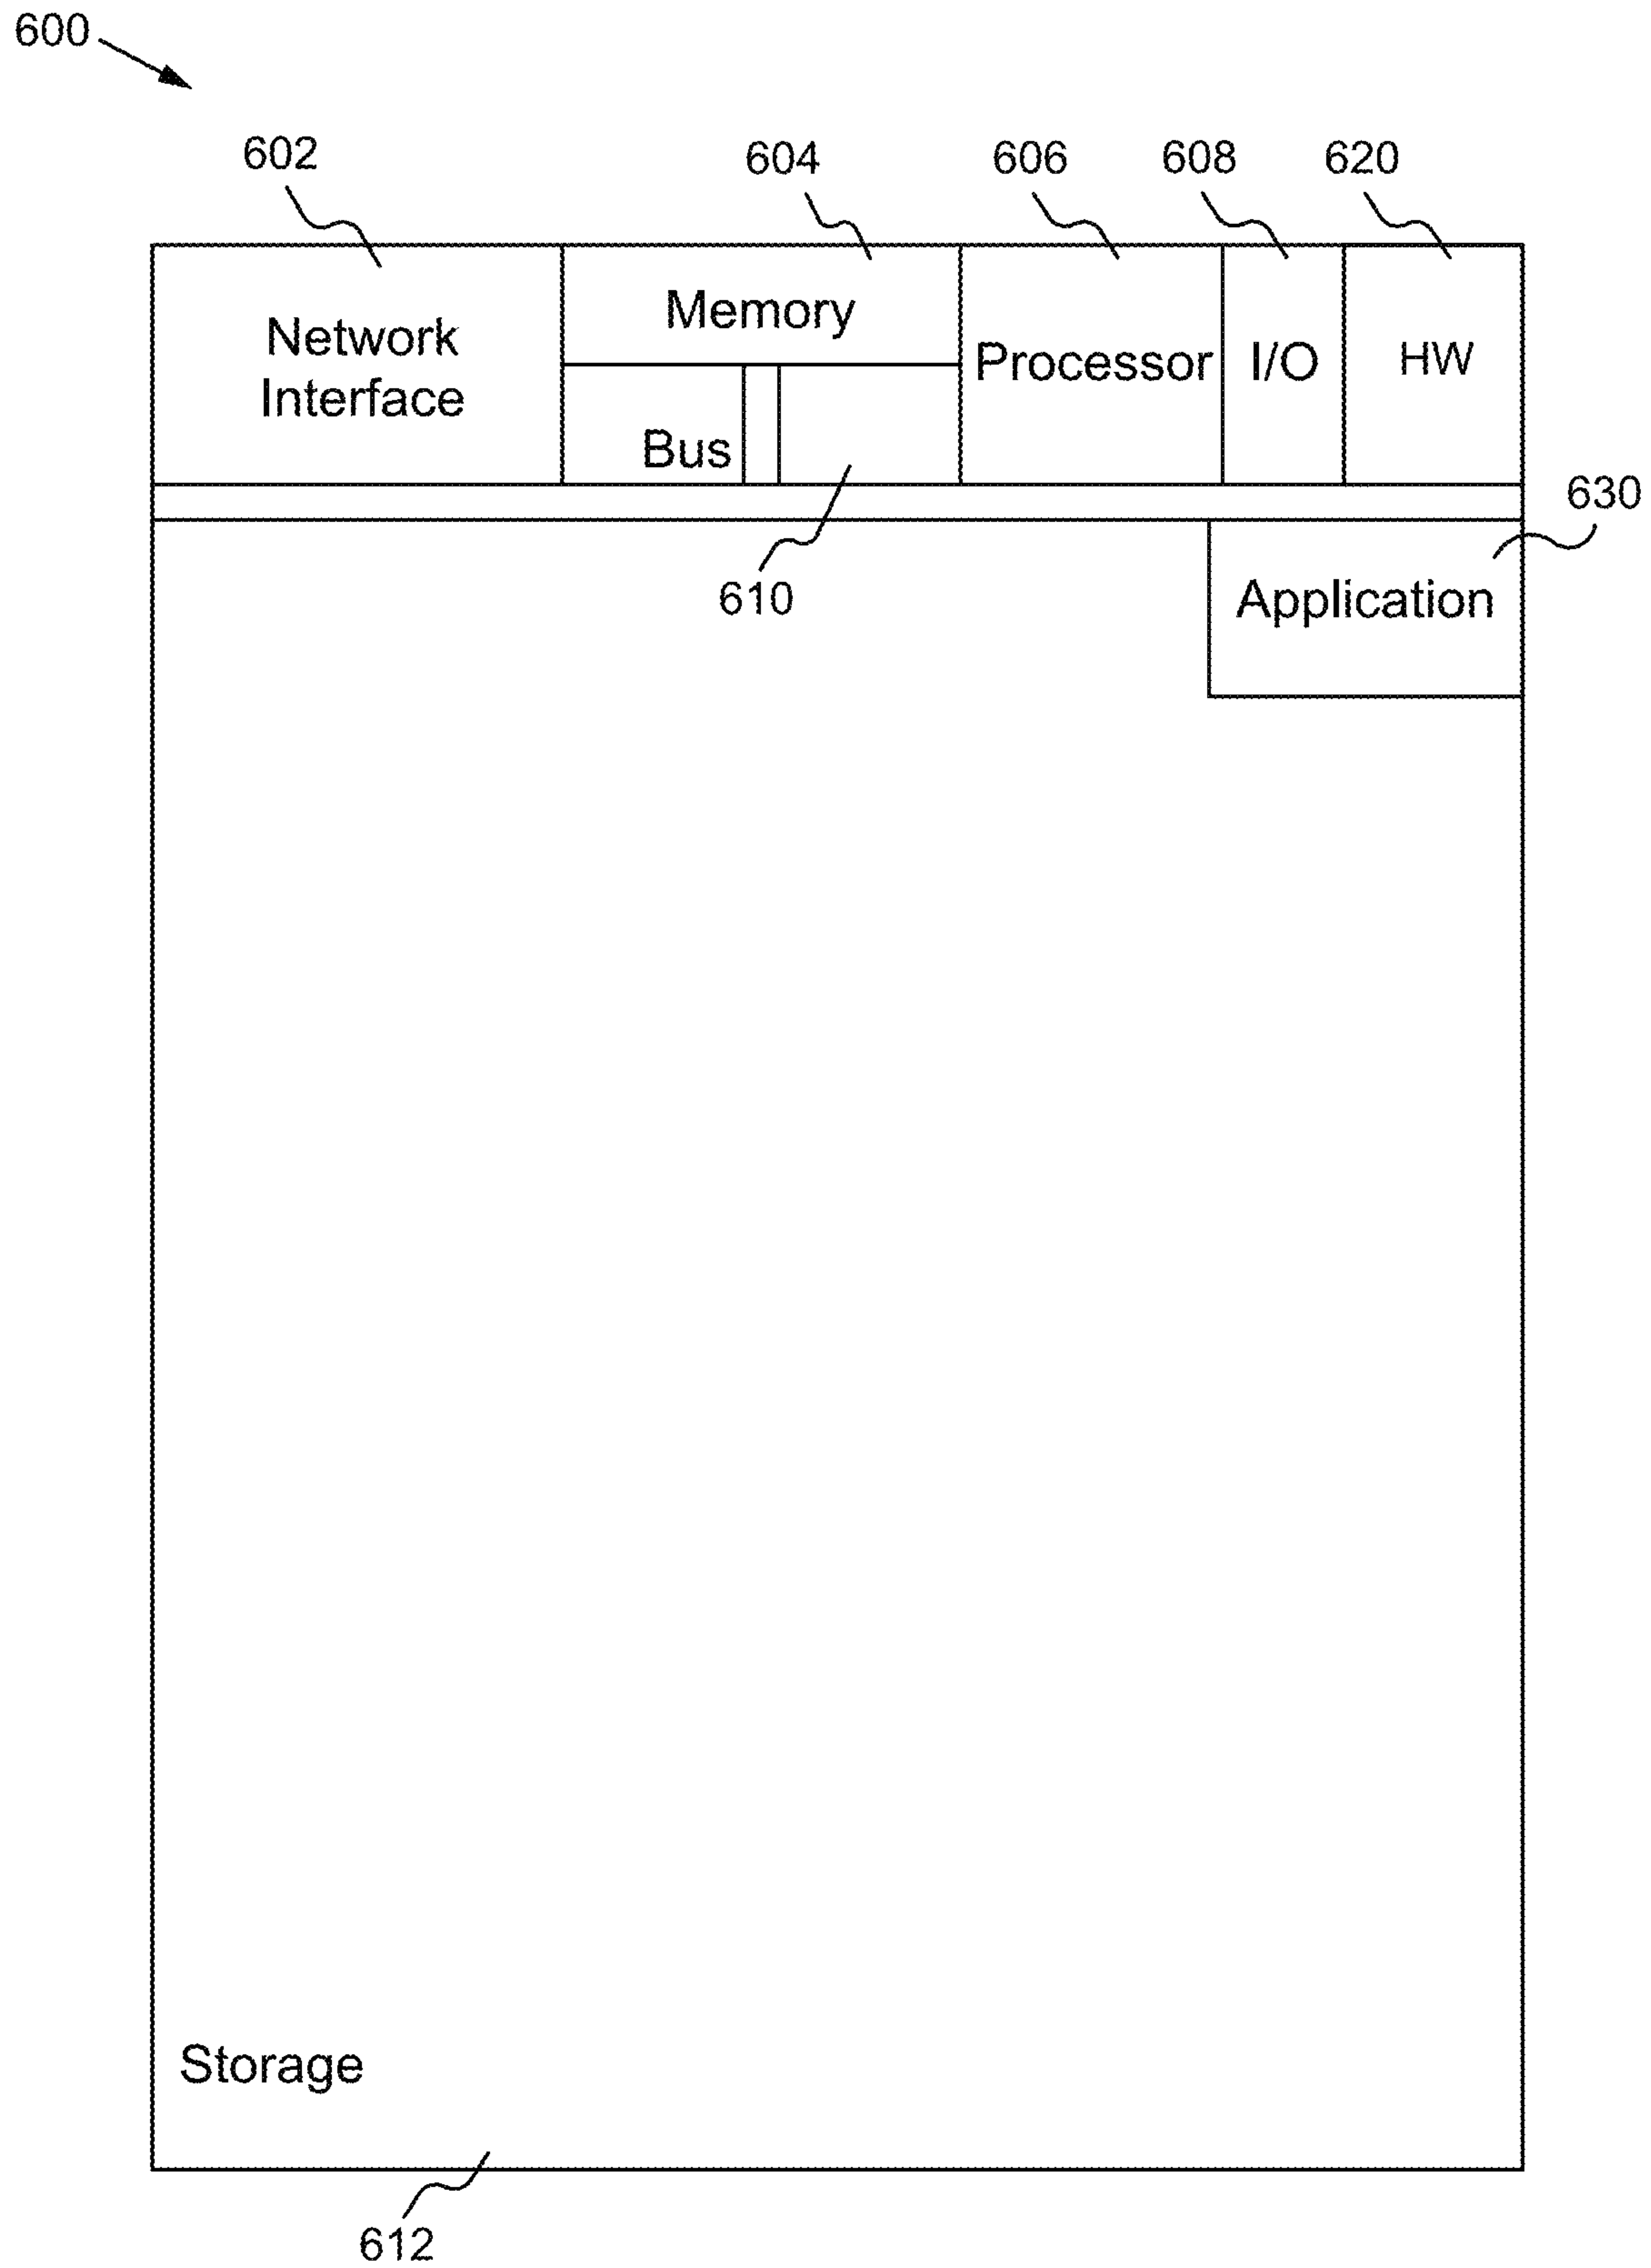 600
602
604
606
608
620
Network
Interface
Memory
Processor
I/O
HW
Bus
630
610
Application
Storage
612